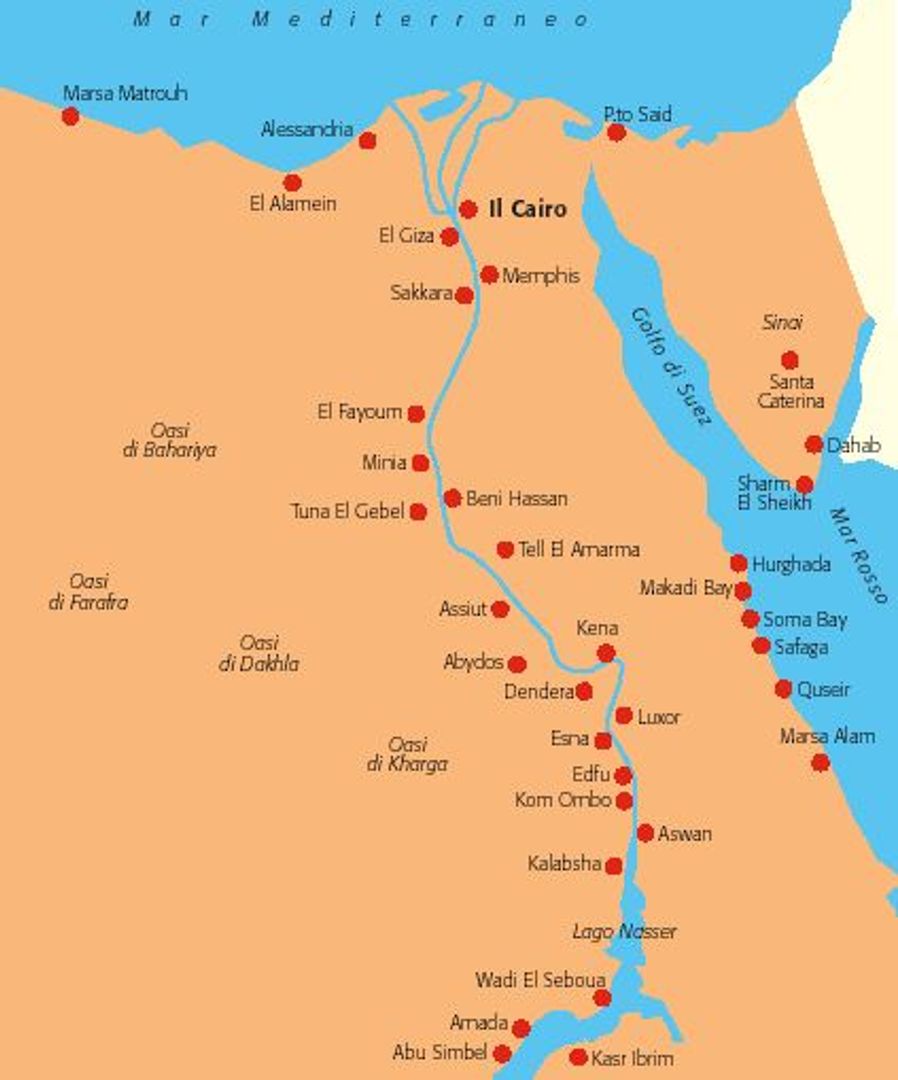 Mar Mediterraneo
Marsa Matrouh
P.to Said
Alessandria
El Alamein
Il Cairo
El Giza
Memphis
Sakkara
Golfo di Suez
Sinai
Santa
Caterina
El Fayoum
Oasi
di Bahariya
Dahab
Minia
Sharm
El Sheikh
Beni Hassan
Tuna El Gebel
Mar Rosso
Tell El Amarma
Hurghada
Oasi
di Farafra
Makadi Bay
Assiut
Soma Bay
Kena
Safaga
Oasi
di Dakhla
Abydos
Dendera
Quseir
Luxor
Esna
Marsa Alam
Oasi
di Kharga
Edfu
Kom Ombo
Aswan
Kalabsha
Lago Nasser
Wadi El Seboua
Amada
Abu Simbel
Kasr Ibrim